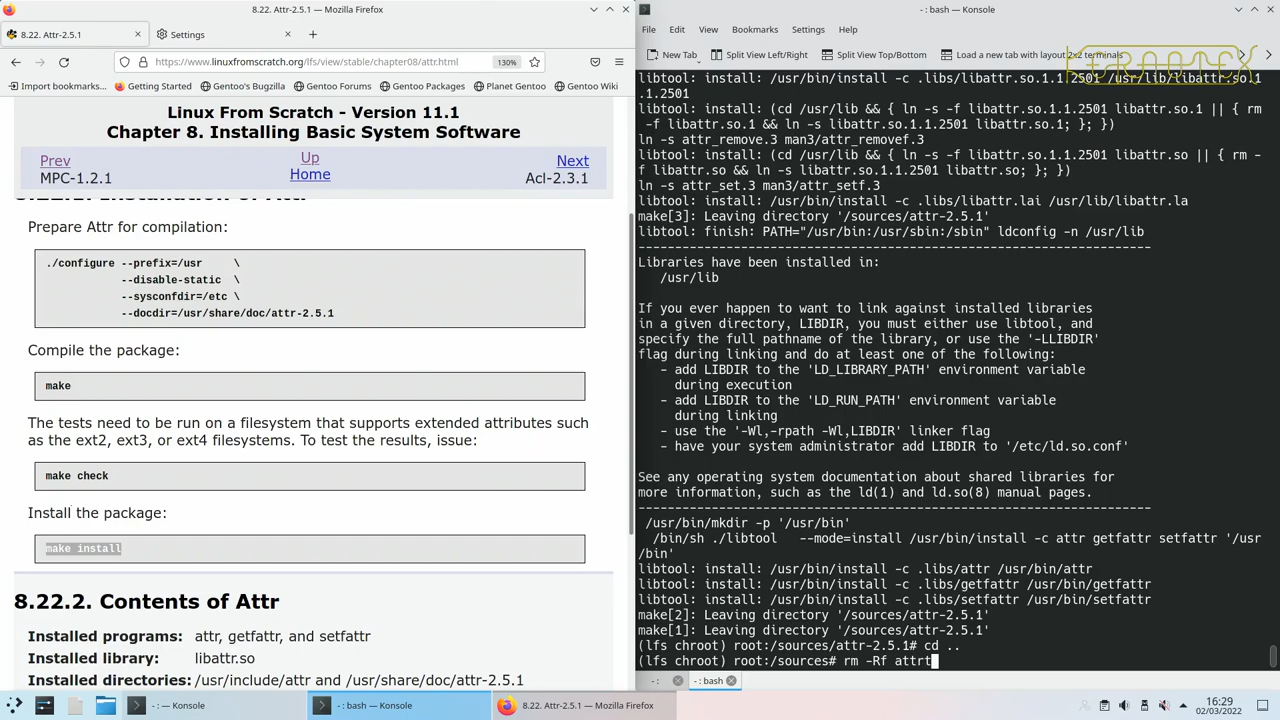 8.22. Attr-2.5.1 — Mozilla Firefox
8.22. Attr-2.5.1
Settings
https://www.linuxfromscratch.org/lfs/view/stable/chapter08/attr.html
130%
Import bookmarks...
Getting Started
Gentoo's Bugzilla
Gentoo Forums
Gentoo Packages
Planet Gentoo
Gentoo Wiki
Linux From Scratch - Version 11.1
Chapter 8. Installing Basic System Software
Prev
Up
Next
MPC-1.2.1
Home
Acl-2.3.1
8.22.1. Installation of Attr
Prepare Attr for compilation:
./configure --prefix=/usr     \
--disable-static  \
--sysconfdir=/etc \
--docdir=/usr/share/doc/attr-2.5.1
Compile the package:
make
The tests need to be run on a filesystem that supports extended attributes such
as the ext2, ext3, or ext4 filesystems. To test the results, issue:
make check
Install the package:
make install
8.22.2. Contents of Attr
Installed programs: attr, getfattr, and setfattr
Installed library: libattr.so
Installed directories: /usr/include/attr and /usr/share/doc/attr-2.5.1
- : bash — Konsole
File Edit View Bookmarks Settings Help
New Tab
Split View Left/Right
Split View Top/Bottom
Load a new tab with layout 2x2 terminals
libtool: install: /usr/bin/install -c .libs/libattr.so.1.1.2501 /usr/lib/libattr.so.1
.1.2501
libtool: install: (cd /usr/lib && { ln -s -f libattr.so.1.1.2501 libattr.so.1 || { rm
-f libattr.so.1 && ln -s libattr.so.1.1.2501 libattr.so.1; }; })
ln -s attr_remove.3 man3/attr_removef.3
libtool: install: (cd /usr/lib && { ln -s -f libattr.so.1.1.2501 libattr.so || { rm -
f libattr.so && ln -s libattr.so.1.1.2501 libattr.so; }; })
ln -s attr_set.3 man3/attr_setf.3
libtool: install: /usr/bin/install -c .libs/libattr.lai /usr/lib/libattr.la
make[3]: Leaving directory '/sources/attr-2.5.1'
libtool: finish: PATH="/usr/bin:/usr/sbin:/sbin" ldconfig -n /usr/lib
----------------------------------------------------------------------
Libraries have been installed in:
/usr/lib
If you ever happen to want to link against installed libraries
in a given directory, LIBDIR, you must either use libtool, and
specify the full pathname of the library, or use the '-LLIBDIR'
flag during linking and do at least one of the following:
- add LIBDIR to the 'LD_LIBRARY_PATH' environment variable
during execution
- add LIBDIR to the 'LD_RUN_PATH' environment variable
during linking
- use the '-Wl,-rpath -Wl,LIBDIR' linker flag
- have your system administrator add LIBDIR to '/etc/ld.so.conf'
See any operating system documentation about shared libraries for
more information, such as the ld(1) and ld.so(8) manual pages.
----------------------------------------------------------------------
/usr/bin/mkdir -p '/usr/bin'
/bin/sh ./libtool   --mode=install /usr/bin/install -c attr getfattr setfattr '/usr
/bin'
libtool: install: /usr/bin/install -c .libs/attr /usr/bin/attr
libtool: install: /usr/bin/install -c .libs/getfattr /usr/bin/getfattr
libtool: install: /usr/bin/install -c .libs/setfattr /usr/bin/setfattr
make[2]: Leaving directory '/sources/attr-2.5.1'
make[1]: Leaving directory '/sources/attr-2.5.1'
(lfs chroot) root:/sources/attr-2.5.1# cd ..
(lfs chroot) root:/sources# rm -Rf attrt
- :
- : bash
- : — Konsole
- : bash — Konsole
8.22. Attr-2.5.1 — Mozilla Firefox
16:29
02/03/2022